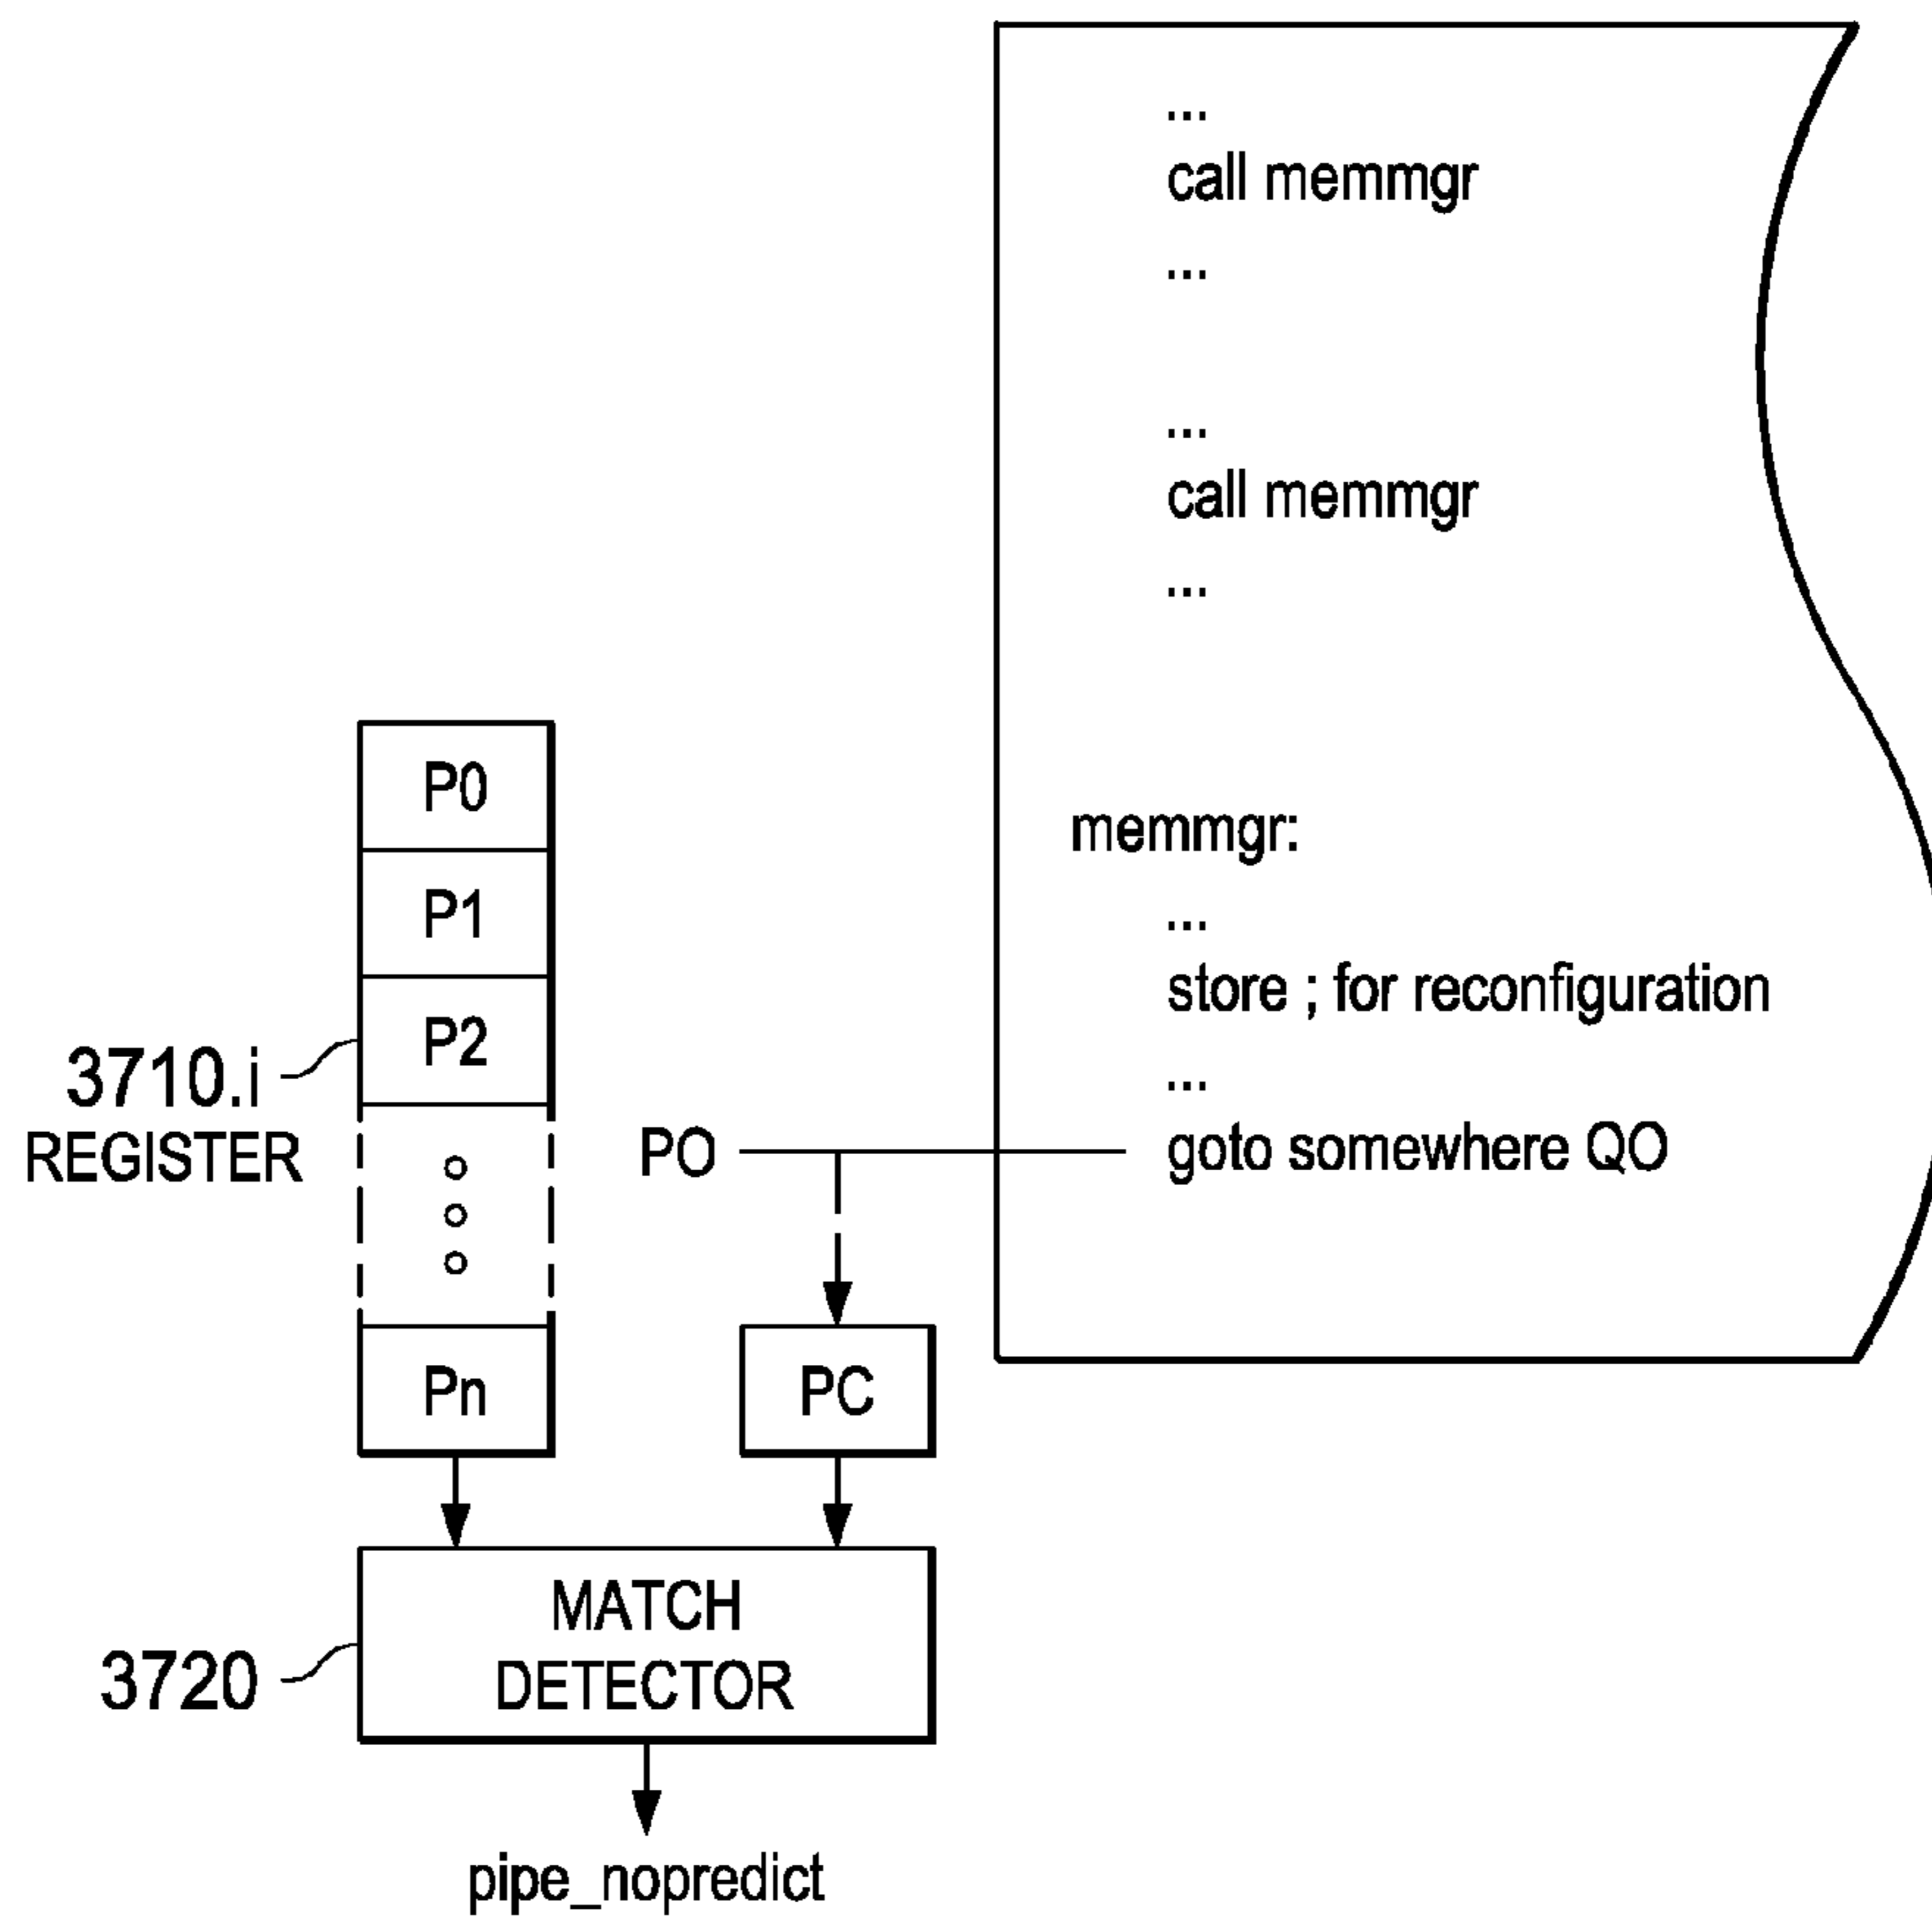 ...
call memmgr
...
...
call memmgr
...
memmgr:
...
store ; for reconfiguration
...
goto somewhere QO
P0
P1
P2
3710.i
REGISTER
PO
Pn
PC
MATCH
DETECTOR
3720
pipe_nopredict